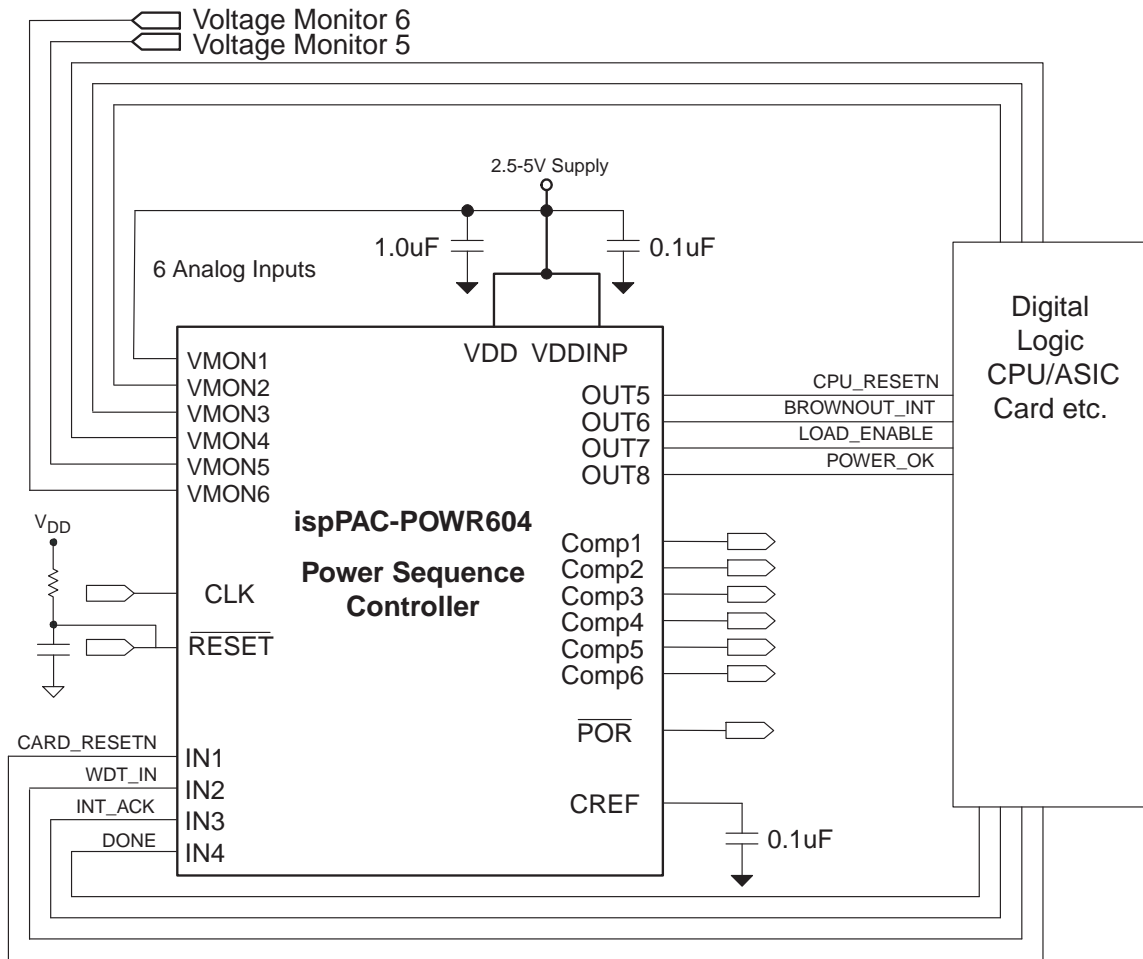 Voltage Monitor 6
Voltage Monitor 5
2.5-5V Supply
1.0uF
0.1uF
6 Analog Inputs
VDD VDDINP
VMON1
VMON2
VMON3
VMON4
VMON5
VMON6
OUT5
OUT6
OUT7
OUT8
CPU_RESETN
BROWNOUT_INT
LOAD_ENABLE
POWER_OK
Digital
Logic
CPU/ASIC
Card etc.
ispPAC-POWR604
Power Sequence
Controller
VDD
CLK
RESET
Comp1
Comp2
Comp3
Comp4
Comp5
Comp6
POR
CREF
0.1uF
CARD_RESETN
WDT_IN
INT_ACK
DONE
IN1
IN2
IN3
IN4